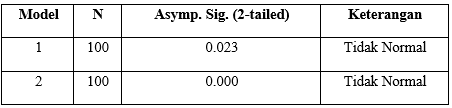 Model N Asymp. Sig. (2-tailed) Keterangan
1 100 0.023 Tidak Normal
2 100 0.000 Tidak Normal